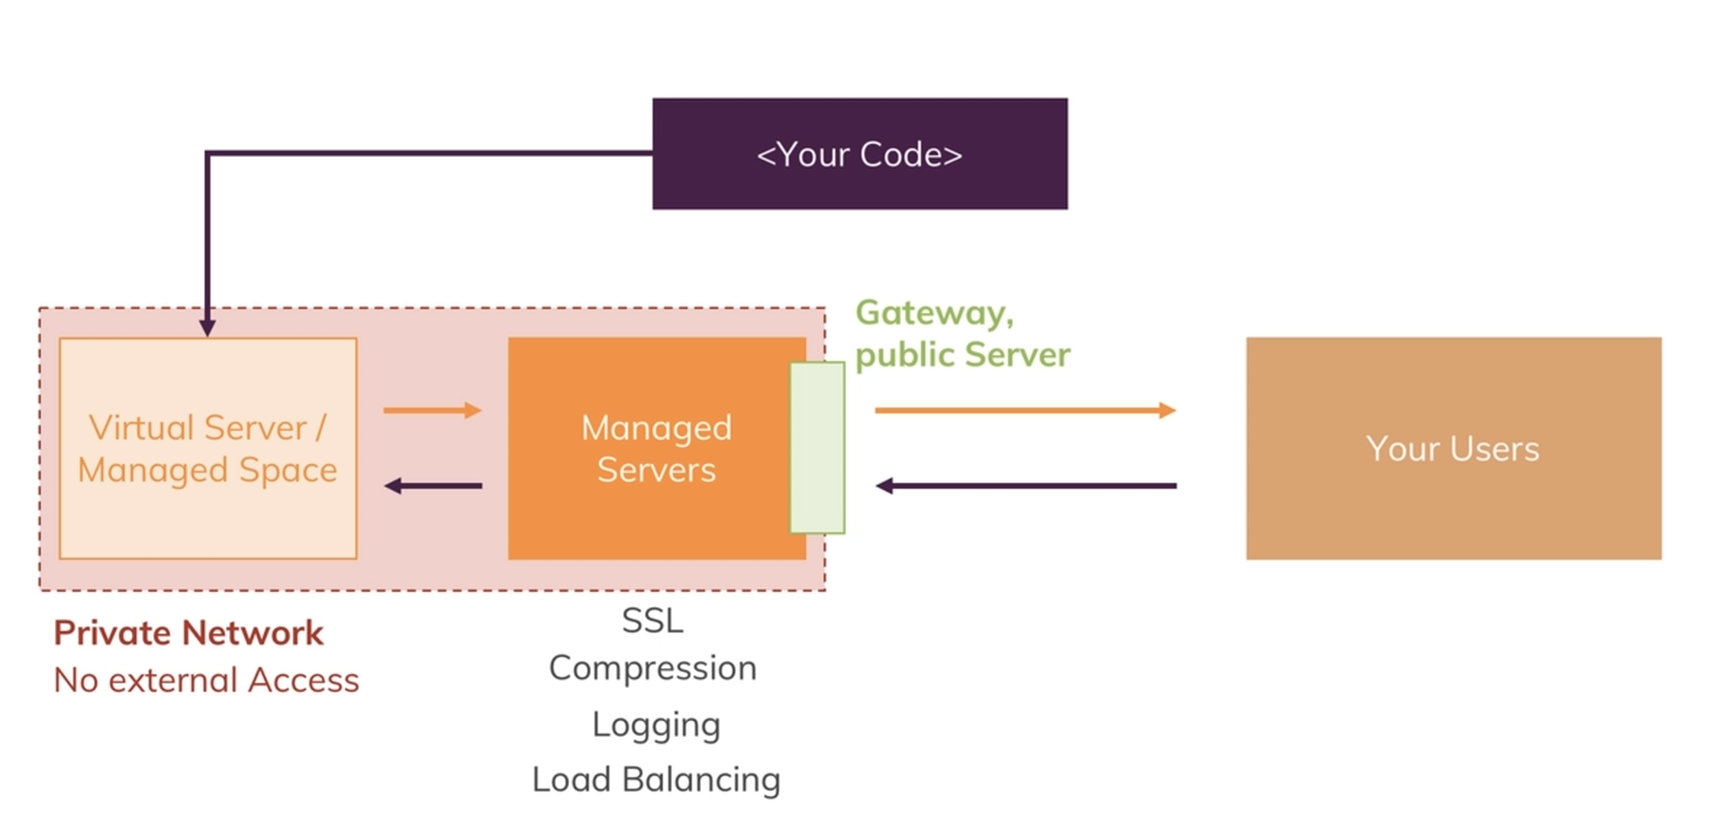 <Your Code>
Gateway,
public Server
Virtual Server /
Managed Space
Managed
Servers
Your Users
Private Network
No external Access
SSL
Compression
Logging
Load Balancing